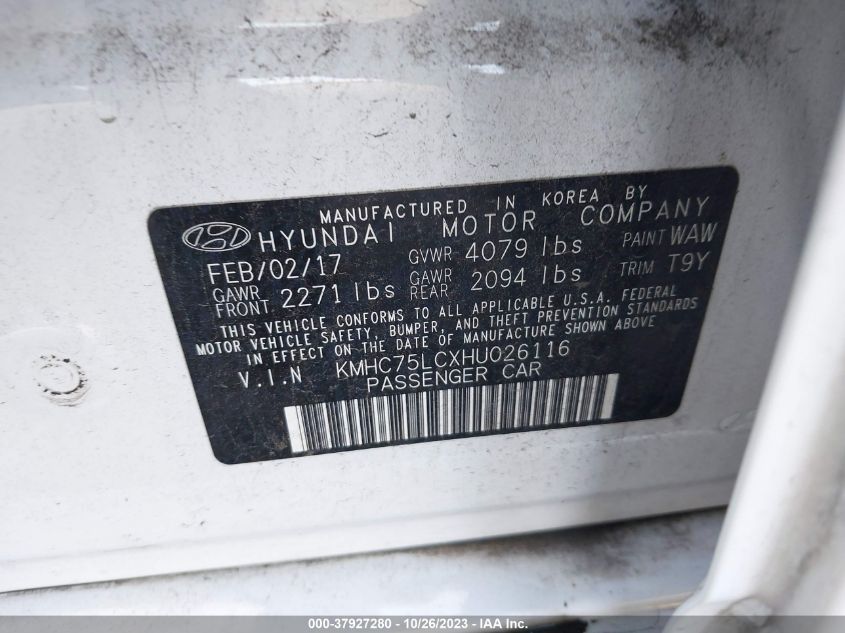 MANUFACTURED IN KOREA BY
HYUNDAI MOTOR COMPANY
FEB/02/17 GVWR 4079 lbs PAINT WAW
GAWR FRONT 2271 lbs GAWR REAR 2094 lbs TRIM T9Y
THIS VEHICLE CONFORMS TO ALL APPLICABLE U.S.A. FEDERAL
MOTOR VEHICLE SAFETY, BUMPER, AND THEFT PREVENTION STANDARDS
IN EFFECT ON THE DATE OF MANUFACTURE SHOWN ABOVE
V.I.N KMHC75LCXHU026116
PASSENGER CAR
000-37927280 - 10/26/2023 - IAA Inc.